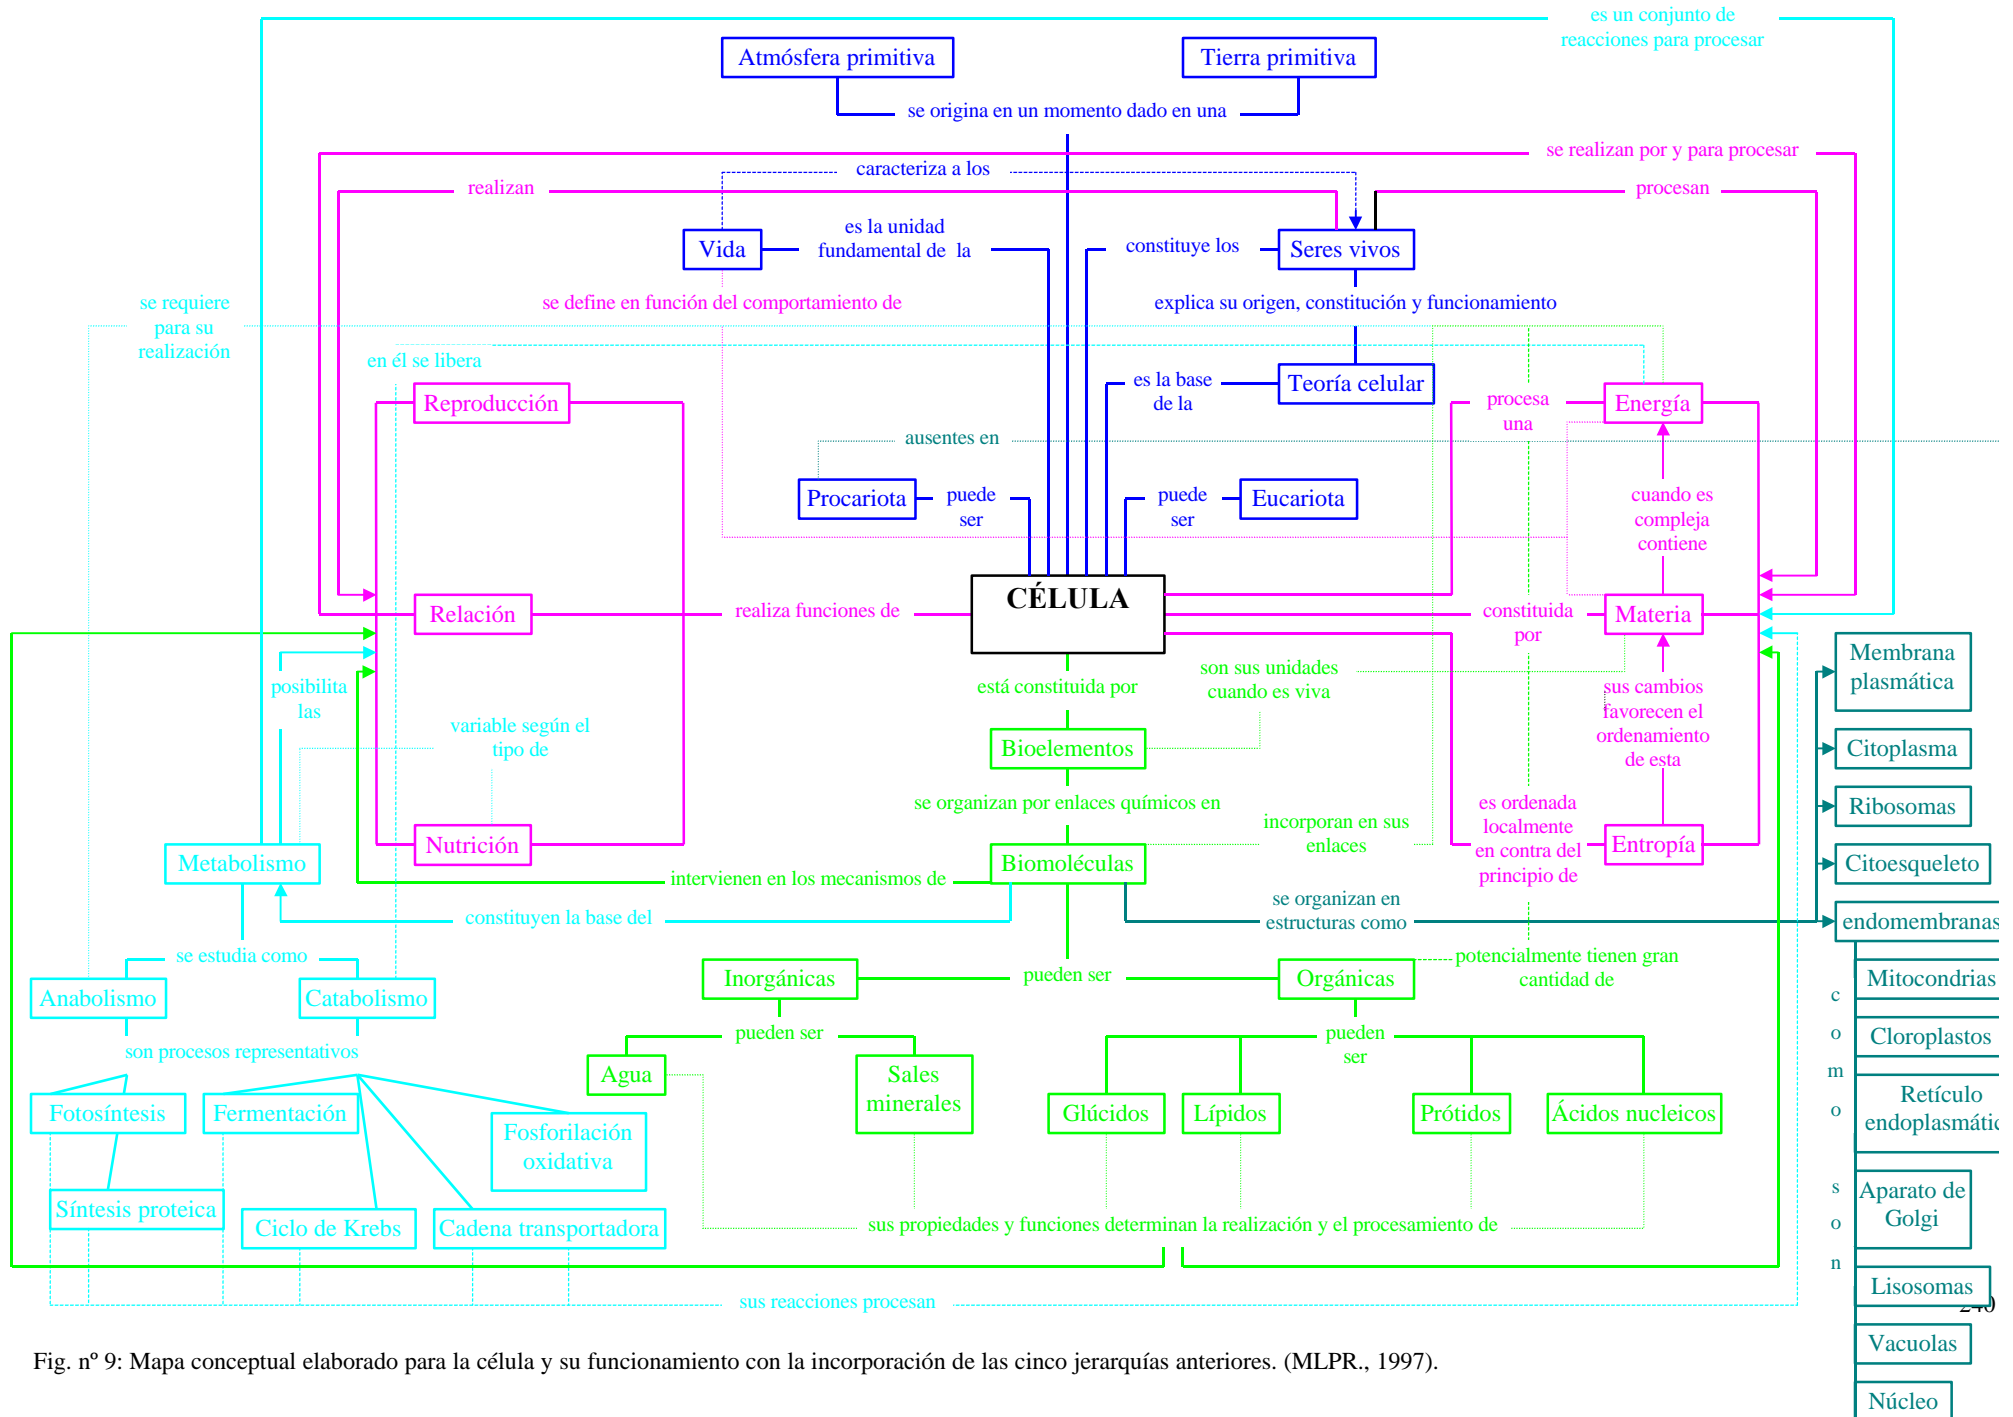 es un conjunto de
reacciones para procesar
Atmósfera primitiva
Tierra primitiva
se origina en un momento dado en una
se realizan por y para procesar
caracteriza a los
realizan
procesan
es la unidad
fundamental de la
Vida
constituye los
Seres vivos
se requiere
para su
realización
se define en función del comportamiento de
explica su origen, constitución y funcionamiento
en él se libera
es la base
de la
Teoría celular
Reproducción
procesa
una
Energía
ausentes en
Procariota
puede
ser
puede
ser
Eucariota
cuando es
compleja
contiene
CÉLULA
Relación
realiza funciones de
constituida
por
Materia
Membrana
plasmática
posibilita
las
está constituida por
son sus unidades
cuando es viva
sus cambios
favorecen el
ordenamiento
de esta
variable según el
tipo de
Bioelementos
Citoplasma
se organizan por enlaces químicos en
es ordenada
localmente
en contra del
principio de
Ribosomas
incorporan en sus
enlaces
Nutrición
Entropía
Metabolismo
Biomoléculas
Citoesqueleto
intervienen en los mecanismos de
constituyen la base del
se organizan en
estructuras como
endomembranas
se estudia como
potencialmente tienen gran
cantidad de
Inorgánicas
pueden ser
Orgánicas
Mitocondrias
Anabolismo
Catabolismo
c
o
m
o
s
o
n
pueden ser
pueden
ser
Cloroplastos
son procesos representativos
Agua
Sales
minerales
Retículo
endoplasmátic
Fotosíntesis
Fermentación
Glúcidos
Lípidos
Prótidos
Ácidos nucleicos
Fosforilación
oxidativa
Síntesis proteica
Ciclo de Krebs
Cadena transportadora
sus propiedades y funciones determinan la realización y el procesamiento de
Aparato de
Golgi
Lisosomas
sus reacciones procesan
240
Vacuolas
Fig. nº 9: Mapa conceptual elaborado para la célula y su funcionamiento con la incorporación de las cinco jerarquías anteriores. (MLPR., 1997).
Núcleo